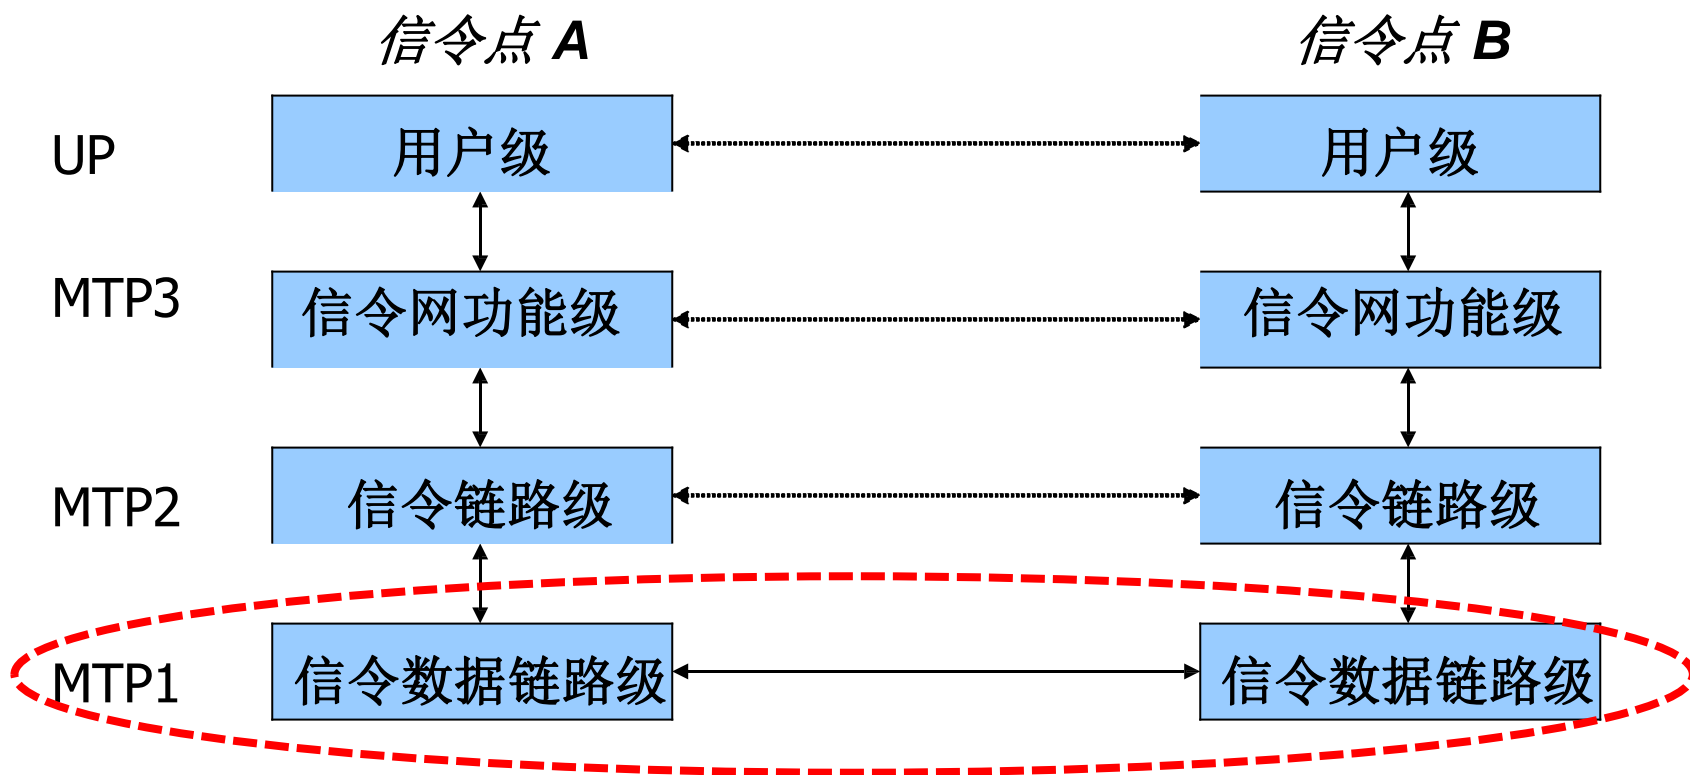 信令点 A 信令点 B
UP 用户级 用户级
MTP3 信令网功能级 信令网功能级
MTP2 信令链路级 信令链路级
MTP1 信令数据链路级 信令数据链路级